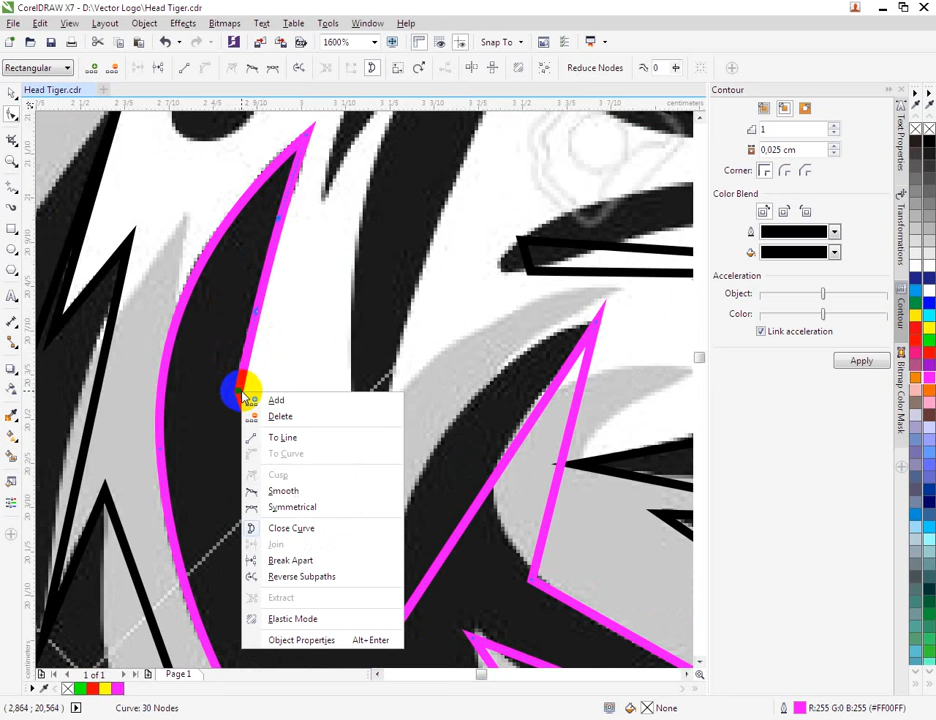 CorelDRAW X7 - D:\Vector Logo\Head Tiger.cdr
File Edit View Layout Object Effects Bitmaps Text Table Tools Window Help
1600% Snap To
Rectangular Reduce Nodes 0
Head Tiger.cdr
centimeters
Contour
1
0,025 cm
Corner:
Color Blend
Acceleration
Object:
Color:
Link acceleration
Apply
Text Properties
Transformations
Contour
Bitmap Color Mask
Add
Delete
To Line
To Curve
Cusp
Smooth
Symmetrical
Close Curve
Join
Break Apart
Reverse Subpaths
Extract
Elastic Mode
Object Properties Alt+Enter
centimeters
1 of 1 Page 1
( 2,864 ; 20,564 ) Curve: 30 Nodes None R:255 G:0 B:255 (#FF00FF)